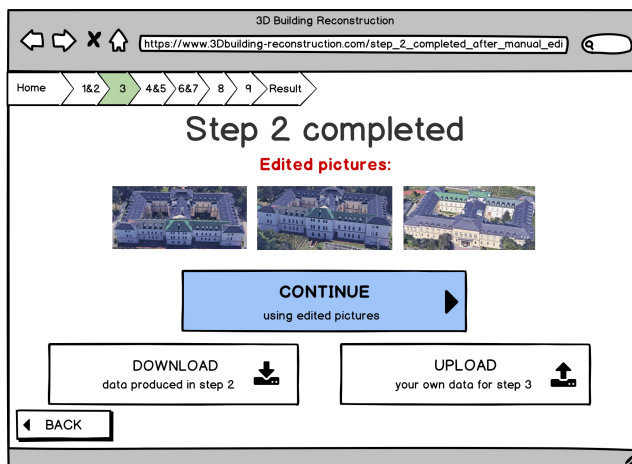 3D Building Reconstruction
https://www.3Dbuilding-reconstruction.com/step_2_completed_after_manual_edi
Home 1&2 3 4&5 6&7 8 9 Result
Step 2 completed
Edited pictures:
CONTINUE
using edited pictures
DOWNLOAD
data produced in step 2
UPLOAD
your own data for step 3
BACK